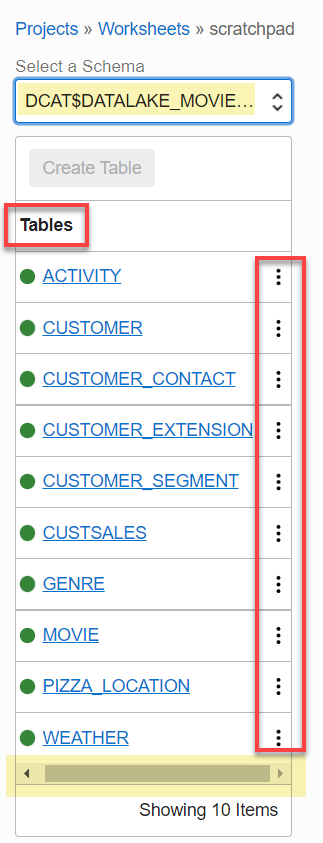 Projects » Worksheets » scratchpad
Select a Schema
DCAT$DATALAKE_MOVIE...
Create Table
Tables
ACTIVITY
CUSTOMER
CUSTOMER_CONTACT
CUSTOMER_EXTENSION
CUSTOMER_SEGMENT
CUSTSALES
GENRE
MOVIE
PIZZA_LOCATION
WEATHER
Showing 10 Items